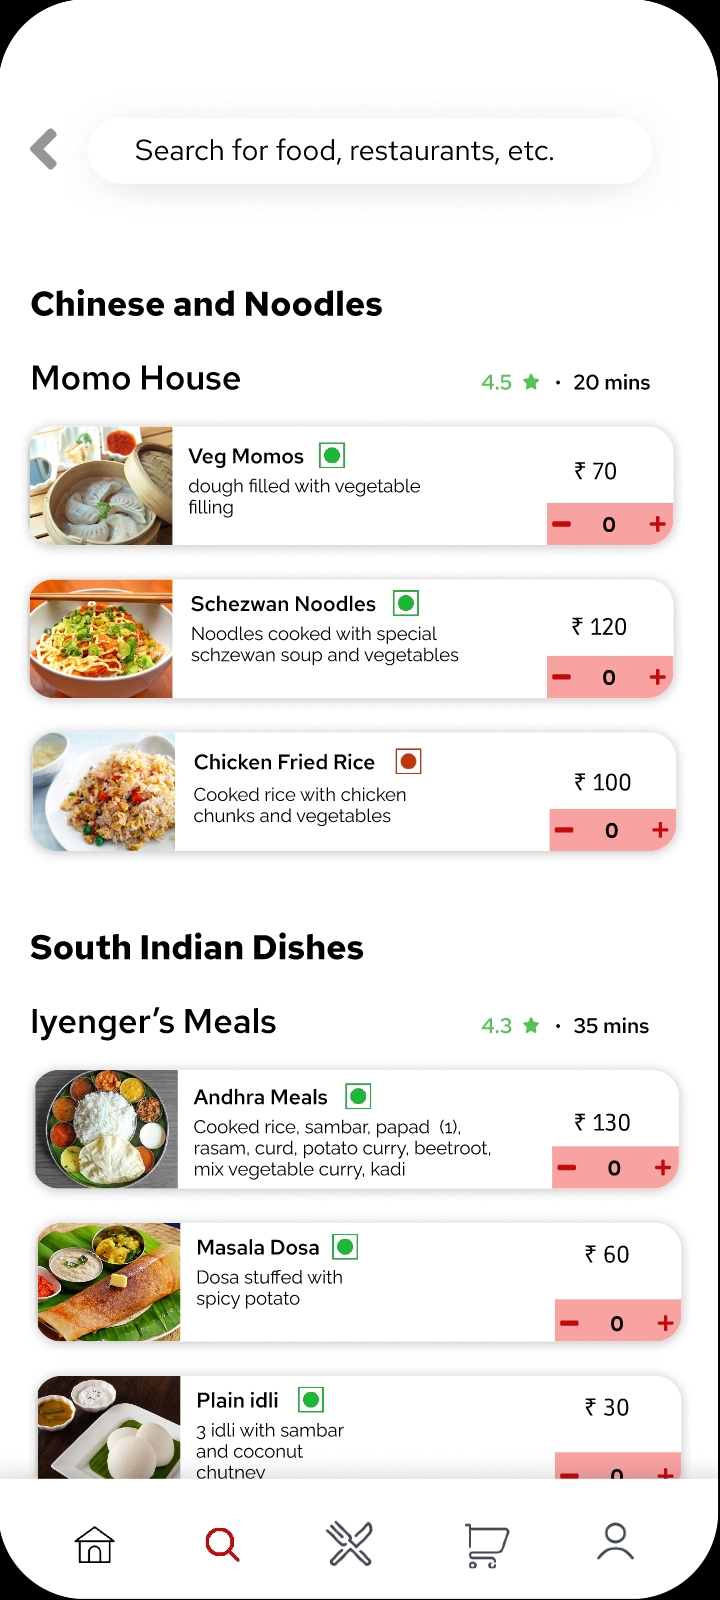 Search for food, restaurants, etc.
Chinese and Noodles
Momo House
4.5 ★ • 20 mins
Veg Momos
dough filled with vegetable
filling
₹ 70
− 0 +
Schezwan Noodles
Noodles cooked with special
schzewan soup and vegetables
₹ 120
− 0 +
Chicken Fried Rice
Cooked rice with chicken
chunks and vegetables
₹ 100
− 0 +
South Indian Dishes
Iyenger’s Meals
4.3 ★ • 35 mins
Andhra Meals
Cooked rice, sambar, papad (1),
rasam, curd, potato curry, beetroot,
mix vegetable curry, kadi
₹ 130
− 0 +
Masala Dosa
Dosa stuffed with
spicy potato
₹ 60
− 0 +
Plain idli
3 idli with sambar
and coconut
chutney
₹ 30
− 0 +